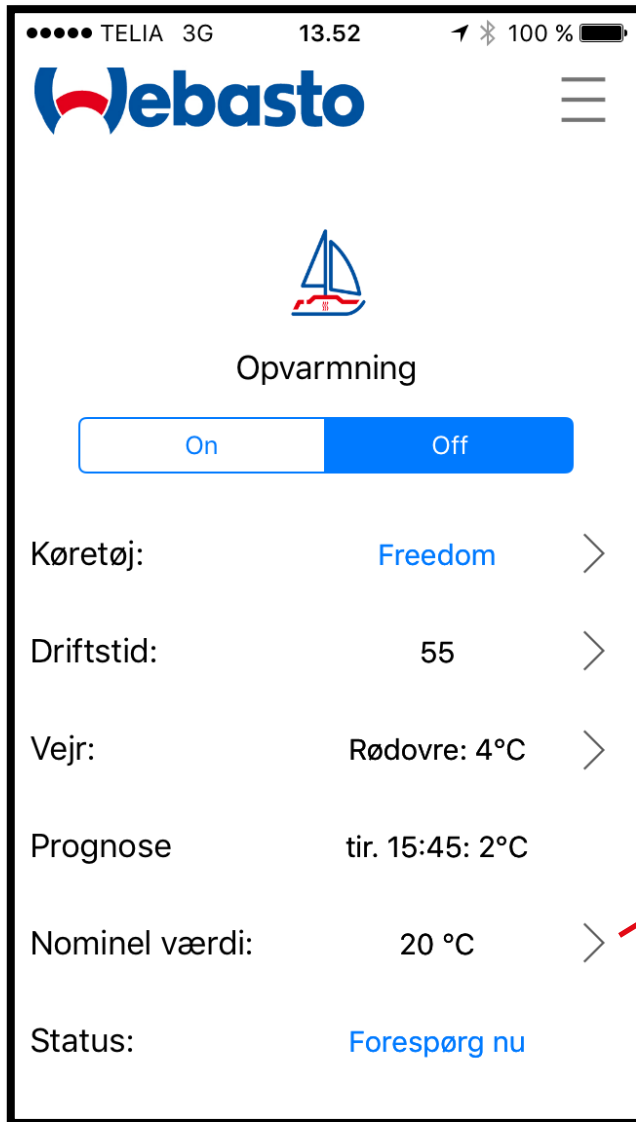 ●●●●● TELIA 3G 13.52 100 %
Webasto
Opvarmning
On Off
Køretøj: Freedom
Driftstid: 55
Vejr: Rødovre: 4°C
Prognose tir. 15:45: 2°C
Nominel værdi: 20 °C
Status: Forespørg nu